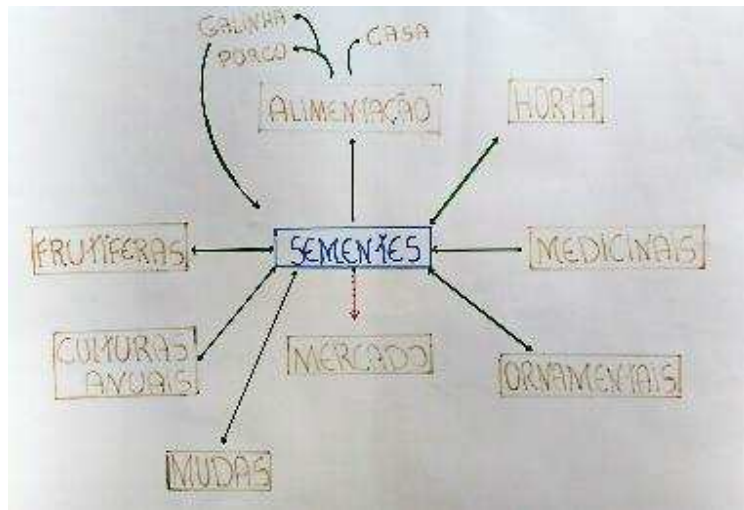 GALINHA
PORCO
CASA
ALIMENTAÇÃO
HORTA
FRUTÍFERAS
SEMENTES
MEDICINAIS
CULTURAS
ANUAIS
MERCADO
ORNAMENTAIS
MUDAS